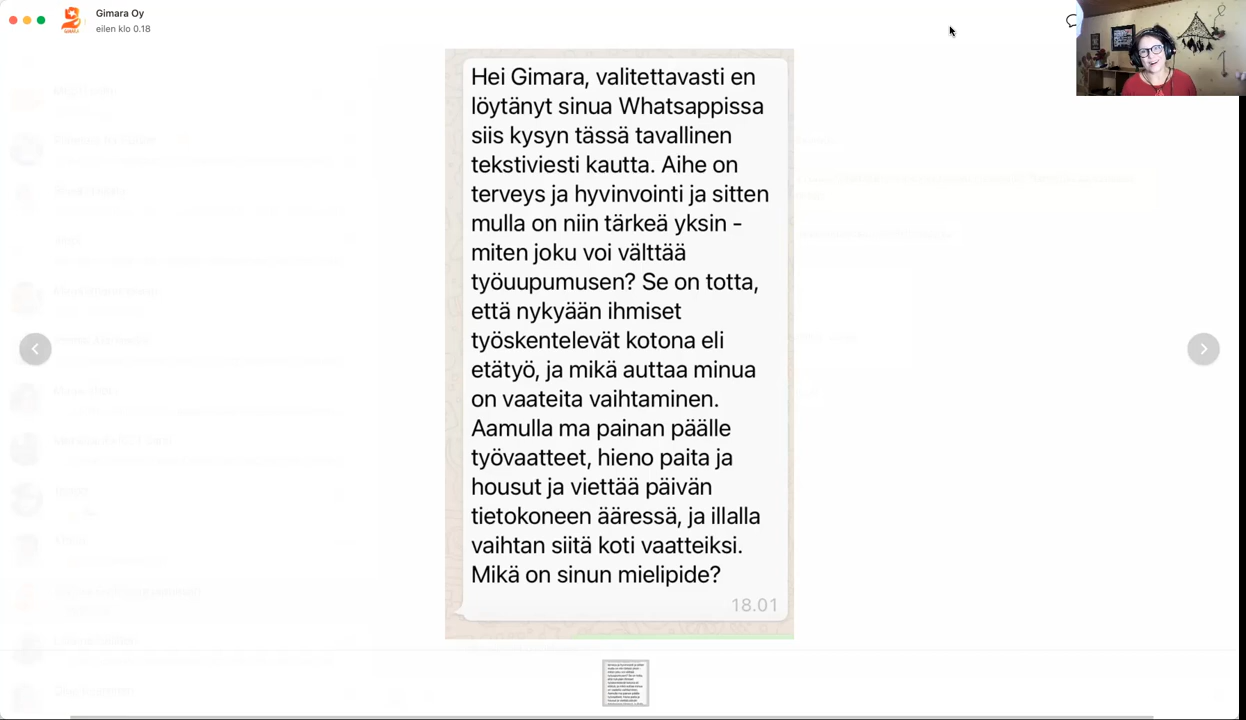 Gimara Oy
eilen klo 0.18
Hei Gimara, valitettavasti en
löytänyt sinua Whatsappissa
siis kysyn tässä tavallinen
tekstiviesti kautta. Aihe on
terveys ja hyvinvointi ja sitten
mulla on niin tärkeä yksin -
miten joku voi välttää
työuupumusen? Se on totta,
että nykyään ihmiset
työskentelevät kotona eli
etätyö, ja mikä auttaa minua
on vaateita vaihtaminen.
Aamulla ma painan päälle
työvaatteet, hieno paita ja
housut ja viettää päivän
tietokoneen ääressä, ja illalla
vaihtan siitä koti vaatteiksi.
Mikä on sinun mielipide?
18.01